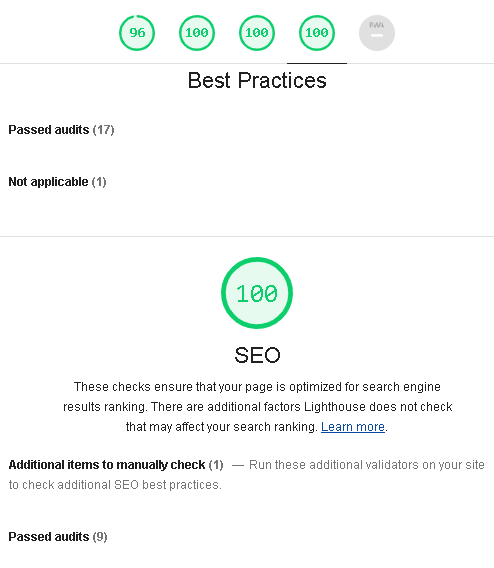 96 100 100 100 PWA
Best Practices
Passed audits (17)
Not applicable (1)
100
SEO
These checks ensure that your page is optimized for search engine
results ranking. There are additional factors Lighthouse does not check
that may affect your search ranking. Learn more.
Additional items to manually check (1) — Run these additional validators on your site
to check additional SEO best practices.
Passed audits (9)